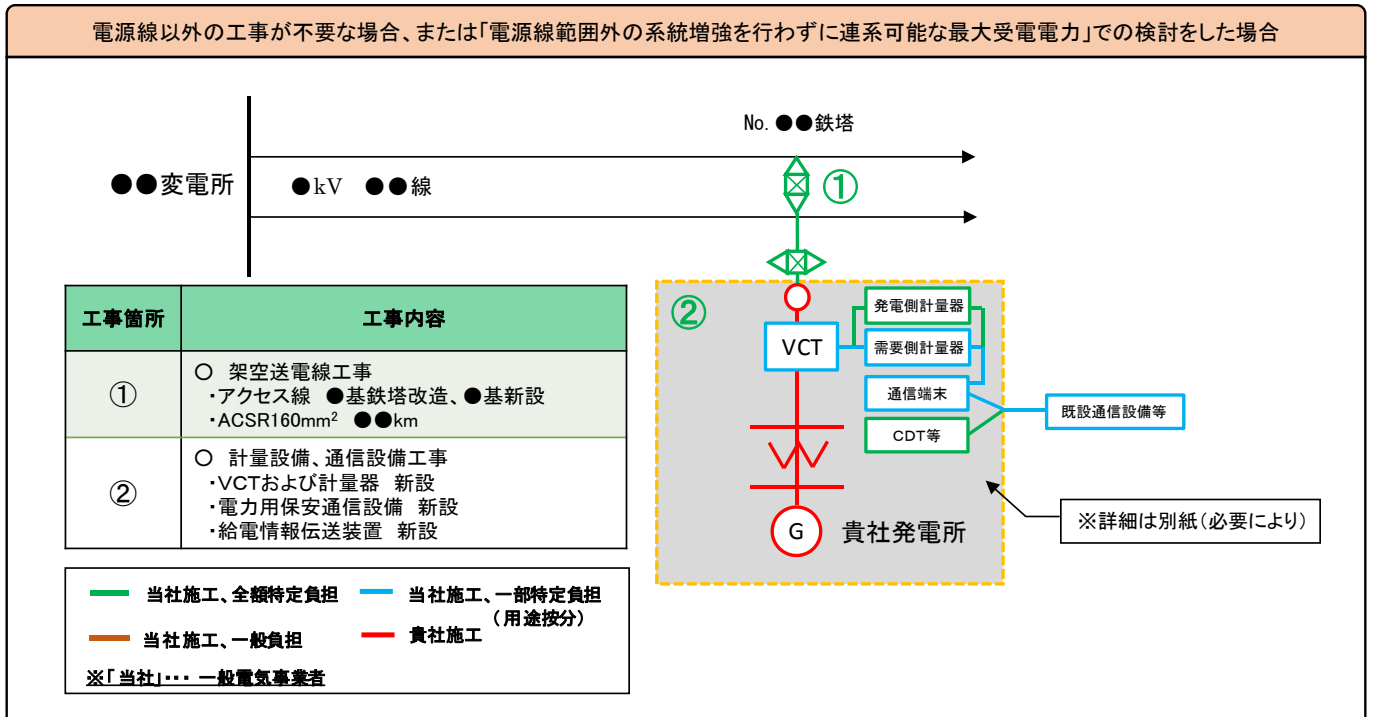 電源線以外の工事が不要な場合、または「電源線範囲外の系統増強を行わずに連系可能な最大受電電力」での検討をした場合
No. ●●鉄塔
●●変電所
●kV ●●線
①
②
VCT
発電側計量器
需要側計量器
通信端末
CDT等
既設通信設備等
G
貴社発電所
※詳細は別紙(必要により)
工事箇所 工事内容
① ○ 架空送電線工事
・アクセス線 ●基鉄塔改造、●基新設
・ACSR160mm² ●●km
② ○ 計量設備、通信設備工事
・VCTおよび計量器 新設
・電力用保安通信設備 新設
・給電情報伝送装置 新設
当社施工、全額特定負担
当社施工、一部特定負担
(用途按分)
当社施工、一般負担
貴社施工
※「当社」・・・ 一般電気事業者